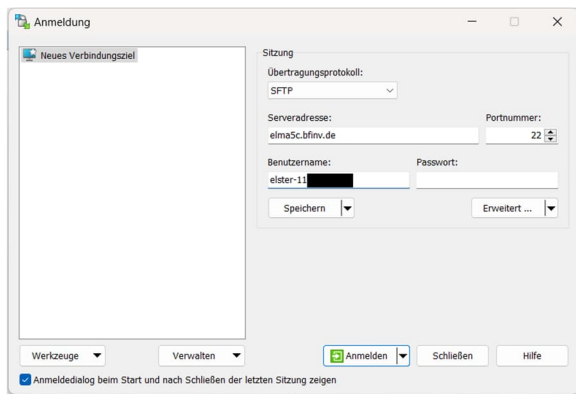 Anmeldung
Neues Verbindungsziel
Sitzung
Übertragungsprotokoll:
SFTP
Serveradresse: Portnummer:
elma5c.bfinv.de 22
Benutzername: Passwort:
elster-11
Speichern Erweitert ...
Werkzeuge Verwalten Anmelden Schließen Hilfe
Anmeldedialog beim Start und nach Schließen der letzten Sitzung zeigen